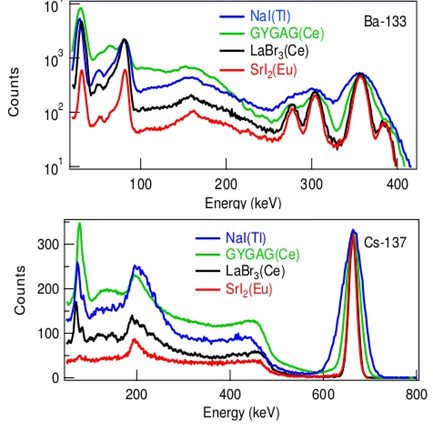 10⁴
NaI(Tl)
GYGAG(Ce)
LaBr₃(Ce)
SrI₂(Eu)
Ba-133
10³
10²
10¹
Counts
100 200 300 400
Energy (keV)
NaI(Tl)
GYGAG(Ce)
LaBr₃(Ce)
SrI₂(Eu)
Cs-137
300
200
100
0
Counts
200 400 600 800
Energy (keV)